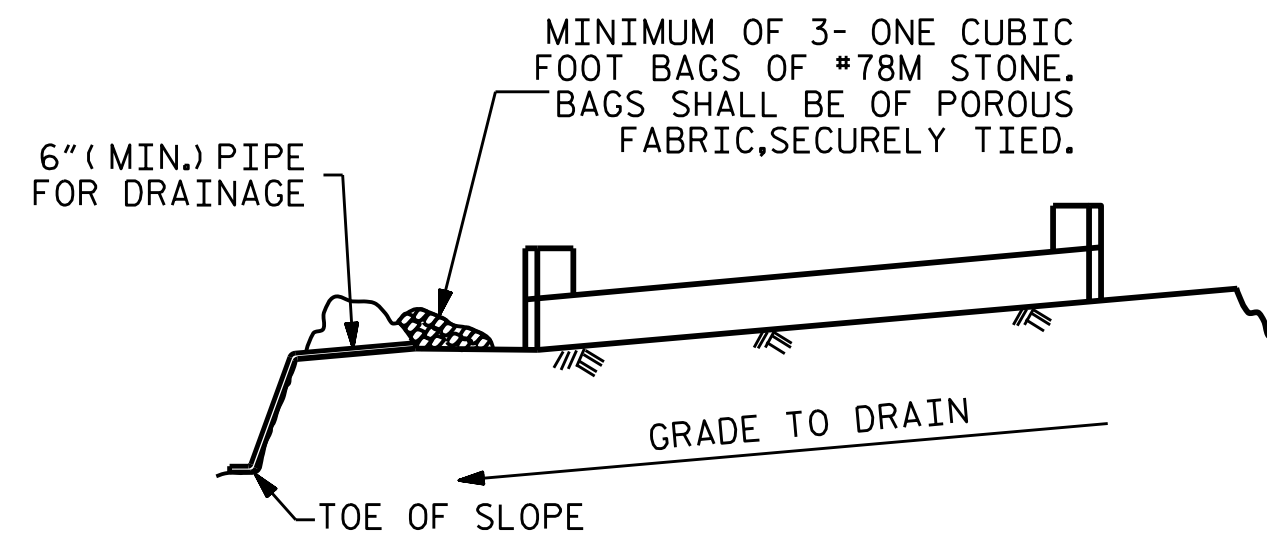 MINIMUM OF 3- ONE CUBIC
FOOT BAGS OF #78M STONE.
BAGS SHALL BE OF POROUS
FABRIC,SECURELY TIED.
6"(MIN.)PIPE
FOR DRAINAGE
GRADE TO DRAIN
TOE OF SLOPE